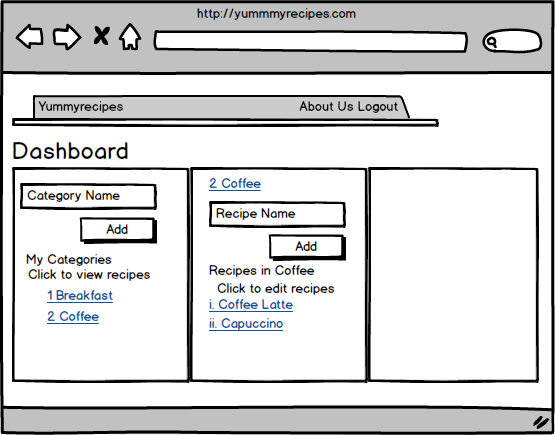 http://yummmyrecipes.com
Yummyrecipes
About Us Logout
Dashboard
Category Name
Add
My Categories
Click to view recipes
1 Breakfast
2. Coffee
2. Coffee
Recipe Name
Add
Recipes in Coffee
Click to edit recipes
i. Coffee Latte
ii. Capuccino